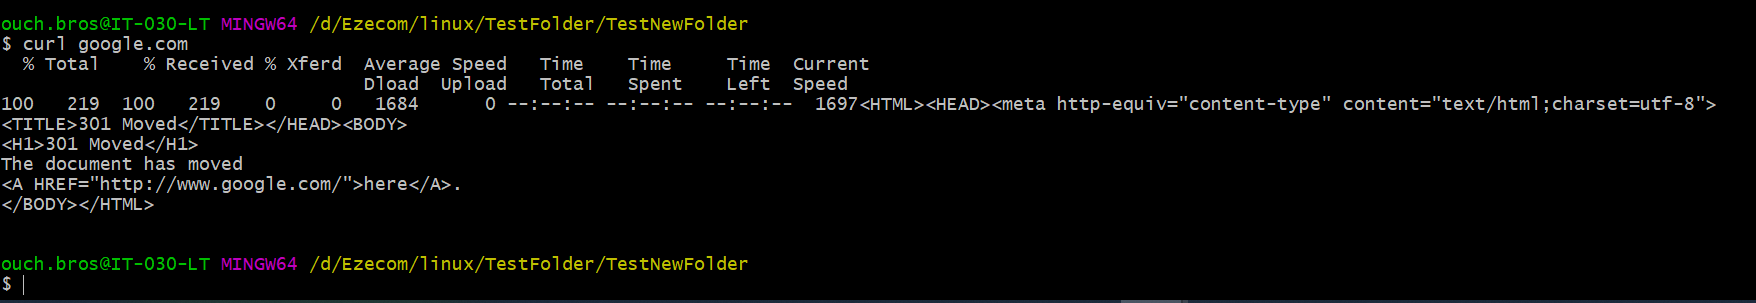 ouch.bros@IT-030-LT MINGW64 /d/Ezecom/linux/TestFolder/TestNewFolder
$ curl google.com
  % Total    % Received % Xferd  Average Speed   Time    Time     Time  Current
                                 Dload  Upload   Total   Spent    Left  Speed
100   219  100   219    0     0   1684      0 --:--:-- --:--:-- --:--:--  1697<HTML><HEAD><meta http-equiv="content-type" content="text/html;charset=utf-8">
<TITLE>301 Moved</TITLE></HEAD><BODY>
<H1>301 Moved</H1>
The document has moved
<A HREF="http://www.google.com/">here</A>.
</BODY></HTML>
ouch.bros@IT-030-LT MINGW64 /d/Ezecom/linux/TestFolder/TestNewFolder
$